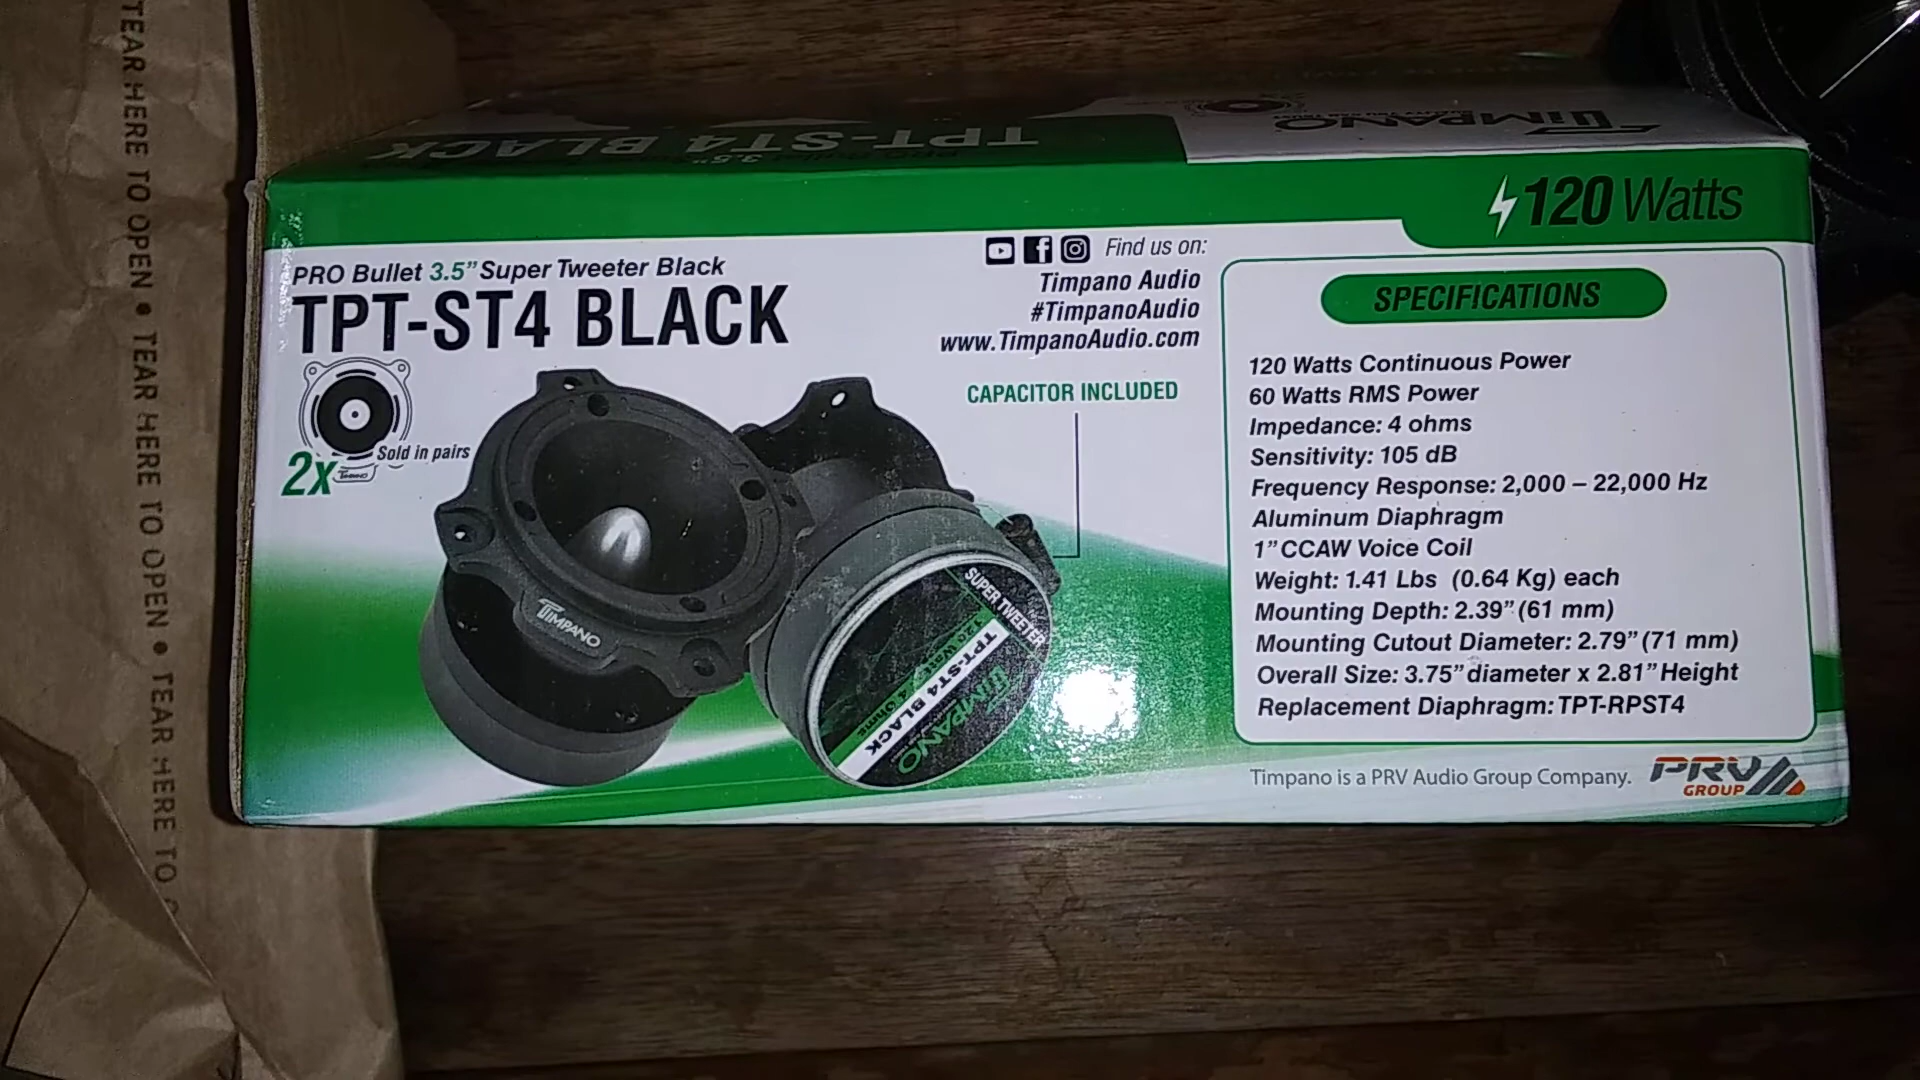 TEAR HERE TO OPEN • TEAR HERE TO OPEN • TEAR HERE TO
TPT-ST4 BLACK
TIMPANO
120 Watts
PRO Bullet 3.5” Super Tweeter Black
TPT-ST4 BLACK
2x
Sold in pairs
Find us on:
Timpano Audio
#TimpanoAudio
www.TimpanoAudio.com
CAPACITOR INCLUDED
TIMPANO
SUPER TWEETER
TPT-ST4 BLACK
TIMPANO
SPECIFICATIONS
120 Watts Continuous Power
60 Watts RMS Power
Impedance: 4 ohms
Sensitivity: 105 dB
Frequency Response: 2,000 – 22,000 Hz
Aluminum Diaphragm
1” CCAW Voice Coil
Weight: 1.41 Lbs (0.64 Kg) each
Mounting Depth: 2.39” (61 mm)
Mounting Cutout Diameter: 2.79” (71 mm)
Overall Size: 3.75” diameter x 2.81” Height
Replacement Diaphragm: TPT-RPST4
Timpano is a PRV Audio Group Company.
PRV
GROUP